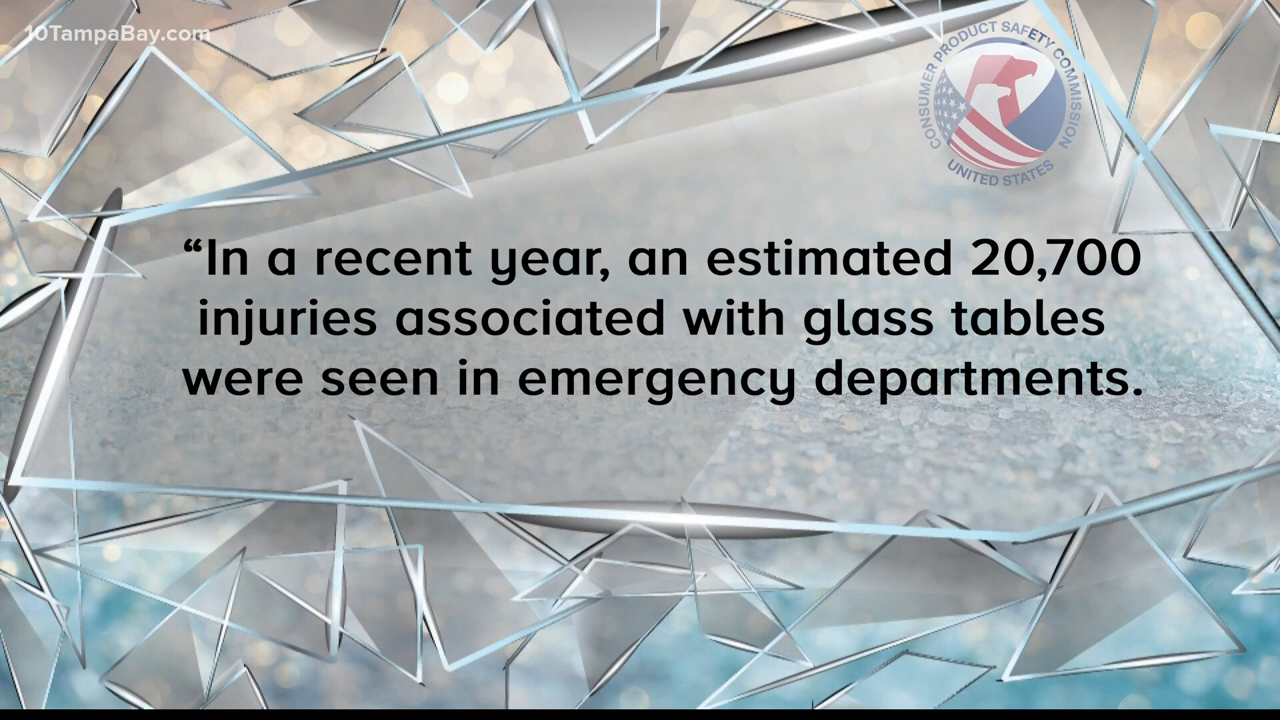 10TampaBay.com
CONSUMER PRODUCT SAFETY COMMISSION
UNITED STATES
“In a recent year, an estimated 20,700
injuries associated with glass tables
were seen in emergency departments.